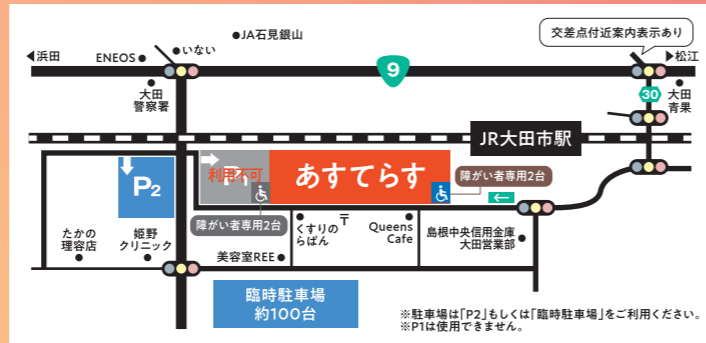 交差点付近案内表示あり
●JA石見銀山
●いない
◀浜田
ENEOS●
9
▶松江
大田
警察署
30
大田
青果
JR大田市駅
P1
利用不可
あすてらす
障がい者専用2台
P2
障がい者専用2台
←
たかの
理容店
姫野
クリニック
くすりの
らぱん
〒
Queens
Cafe
島根中央信用金庫
大田営業部
美容室REE●
臨時駐車場
約100台
※駐車場は「P2」もしくは「臨時駐車場」をご利用ください。
※P1は使用できません。